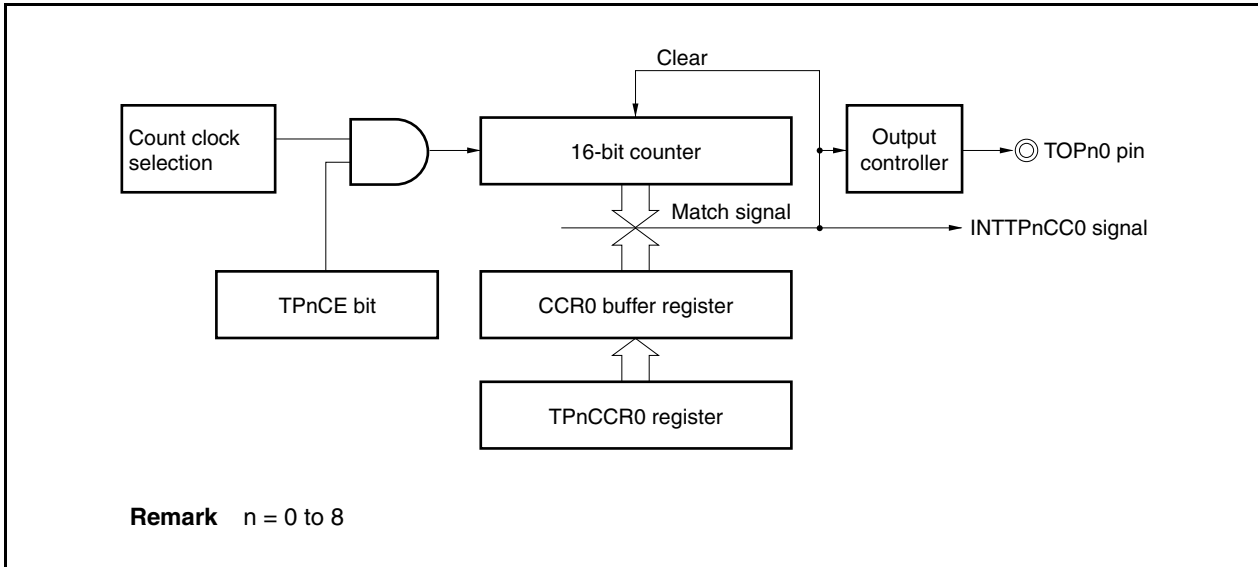 Clear
Count clock
selection
16-bit counter
Output
controller
TOPn0 pin
Match signal
INTTPnCC0 signal
TPnCE bit
CCR0 buffer register
TPnCCR0 register
Remark n = 0 to 8